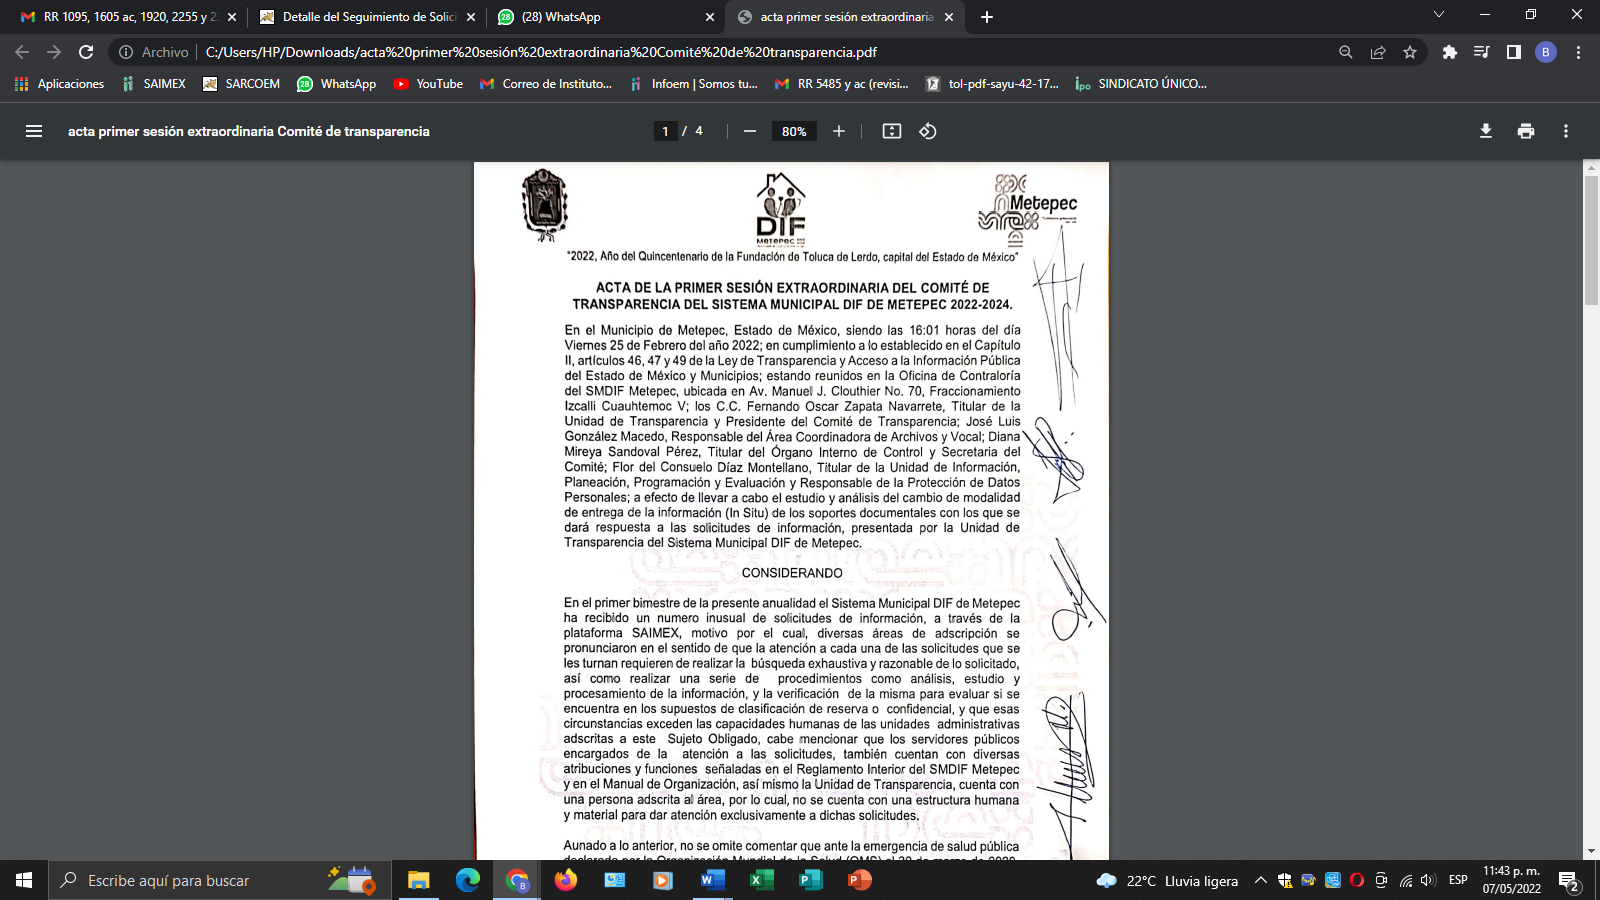 RR 1095, 1605 ac, 1920, 2255 y 2
Detalle del Seguimiento de Solici
(28) WhatsApp
acta primer sesión extraordinaria
Archivo
C:/Users/HP/Downloads/acta%20primer%20sesión%20extraordinaria%20Comité%20de%20transparencia.pdf
B
Aplicaciones
SAIMEX
SARCOEM
28
WhatsApp
YouTube
Correo de Instituto...
Infoem | Somos tu...
RR 5485 y ac (revisi...
tol-pdf-sayu-42-17...
ipo
SINDICATO ÚNICO...
acta primer sesión extraordinaria Comité de transparencia
1 / 4
80%
DIF
Metepec
Metepec
"2022, Año del Quincentenario de la Fundación de Toluca de Lerdo, capital del Estado de México"
ACTA DE LA PRIMER SESIÓN EXTRAORDINARIA DEL COMITÉ DE
TRANSPARENCIA DEL SISTEMA MUNICIPAL DIF DE METEPEC 2022-2024.
En el Municipio de Metepec, Estado de México, siendo las 16:01 horas del día
Viernes 25 de Febrero del año 2022; en cumplimiento a lo establecido en el Capítulo
II, artículos 46, 47 y 49 de la Ley de Transparencia y Acceso a la Información Pública
del Estado de México y Municipios; estando reunidos en la Oficina de Contraloría
del SMDIF Metepec, ubicada en Av. Manuel J. Clouthier No. 70, Fraccionamiento
Izcalli Cuauhtemoc V; los C.C. Fernando Oscar Zapata Navarrete, Titular de la
Unidad de Transparencia y Presidente del Comité de Transparencia; José Luis
González Macedo, Responsable del Área Coordinadora de Archivos y Vocal; Diana
Mireya Sandoval Pérez, Titular del Órgano Interno de Control y Secretaria del
Comité; Flor del Consuelo Díaz Montellano, Titular de la Unidad de Información,
Planeación, Programación y Evaluación y Responsable de la Protección de Datos
Personales; a efecto de llevar a cabo el estudio y análisis del cambio de modalidad
de entrega de la información (In Situ) de los soportes documentales con los que se
dará respuesta a las solicitudes de información, presentada por la Unidad de
Transparencia del Sistema Municipal DIF de Metepec.
CONSIDERANDO
En el primer bimestre de la presente anualidad el Sistema Municipal DIF de Metepec
ha recibido un numero inusual de solicitudes de información, a través de la
plataforma SAIMEX, motivo por el cual, diversas áreas de adscripción se
pronunciaron en el sentido de que la atención a cada una de las solicitudes que se
les turnan requieren de realizar la búsqueda exhaustiva y razonable de lo solicitado,
así como realizar una serie de procedimientos como análisis, estudio y
procesamiento de la información, y la verificación de la misma para evaluar si se
encuentra en los supuestos de clasificación de reserva o confidencial, y que esas
circunstancias exceden las capacidades humanas de las unidades administrativas
adscritas a este Sujeto Obligado, cabe mencionar que los servidores públicos
encargados de la atención a las solicitudes, también cuentan con diversas
atribuciones y funciones señaladas en el Reglamento Interior del SMDIF Metepec
y en el Manual de Organización, así mismo la Unidad de Transparencia, cuenta con
una persona adscrita al área, por lo cual, no se cuenta con una estructura humana
y material para dar atención exclusivamente a dichas solicitudes.
Aunado a lo anterior, no se omite comentar que ante la emergencia de salud pública
declarada por la Organización Mundial de la Salud (OMS) el 30 de marzo de 2020,
Escribe aquí para buscar
22°C Lluvia ligera
ESP
11:43 p. m.
07/05/2022
2